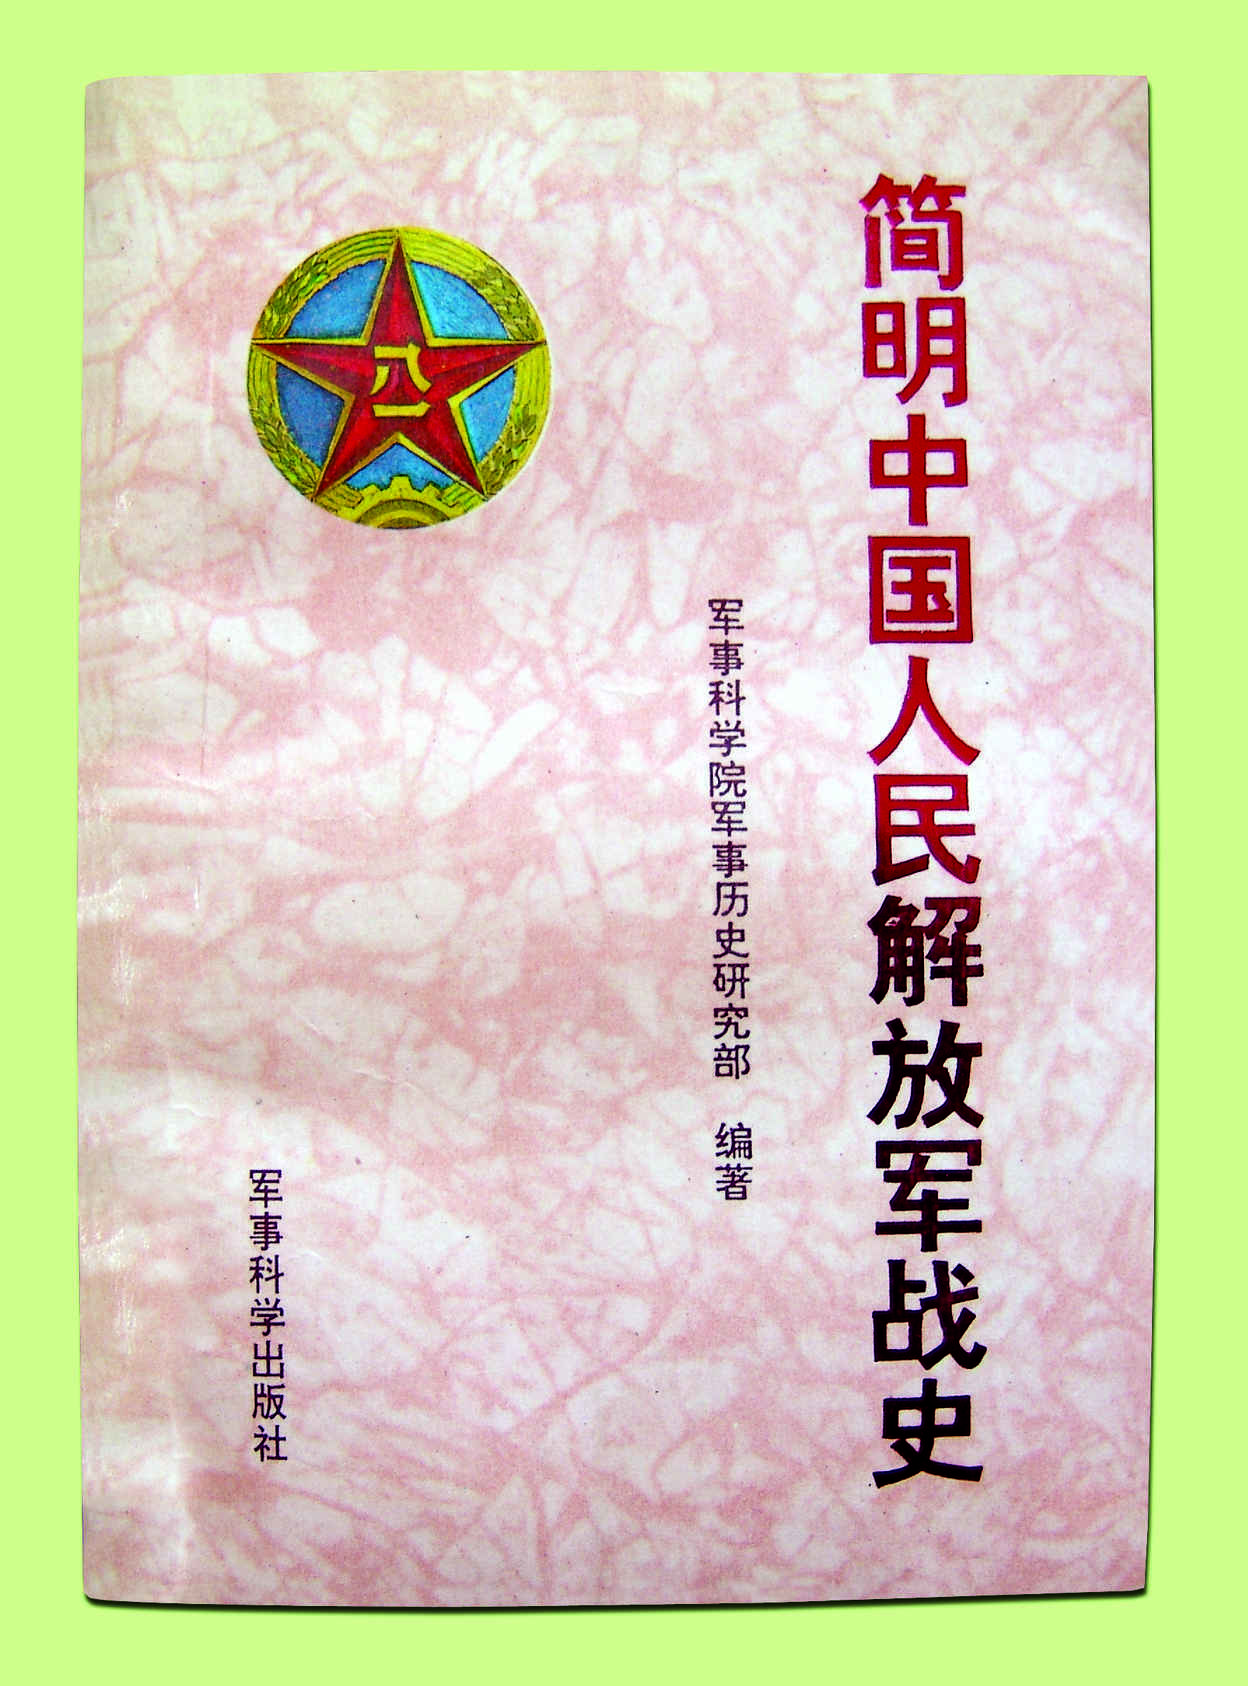 简明中国人民解放军战史
军事科学院军事历史研究部 编著
八一
军事科学出版社